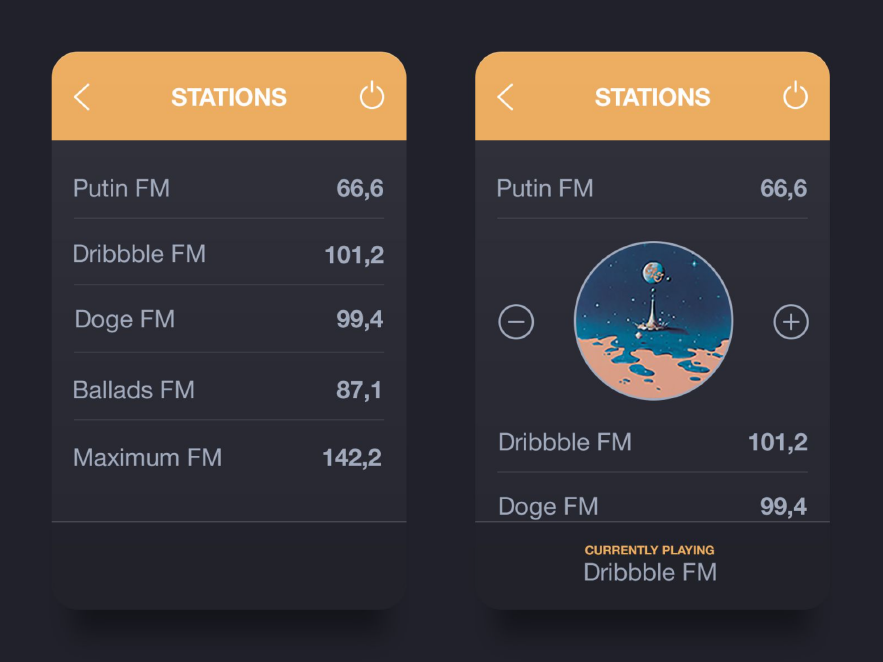 STATIONS
Putin FM 66,6
Dribbble FM 101,2
Doge FM 99,4
Ballads FM 87,1
Maximum FM 142,2
STATIONS
Putin FM 66,6
Dribbble FM 101,2
Doge FM 99,4
CURRENTLY PLAYING
Dribbble FM